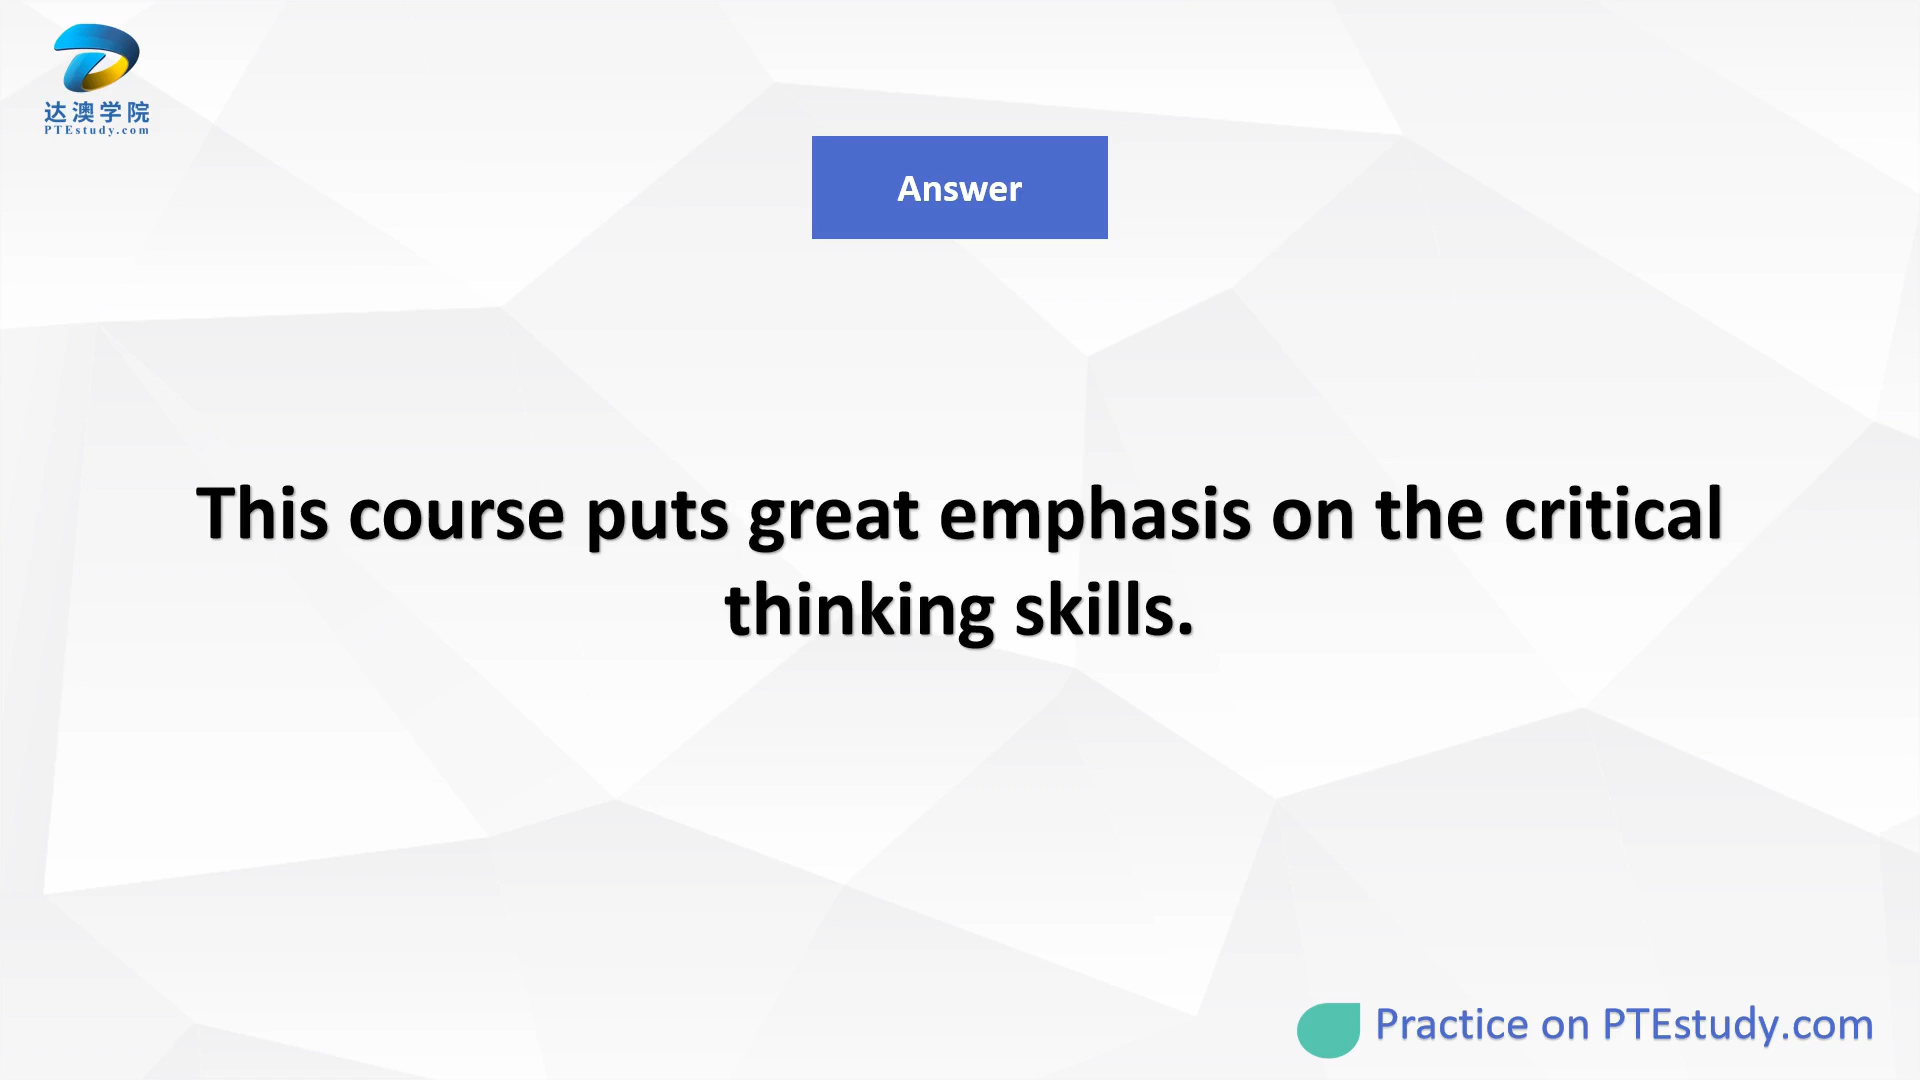 达澳学院
PTEstudy.com
Answer
This course puts great emphasis on the critical
thinking skills.
Practice on PTEstudy.com